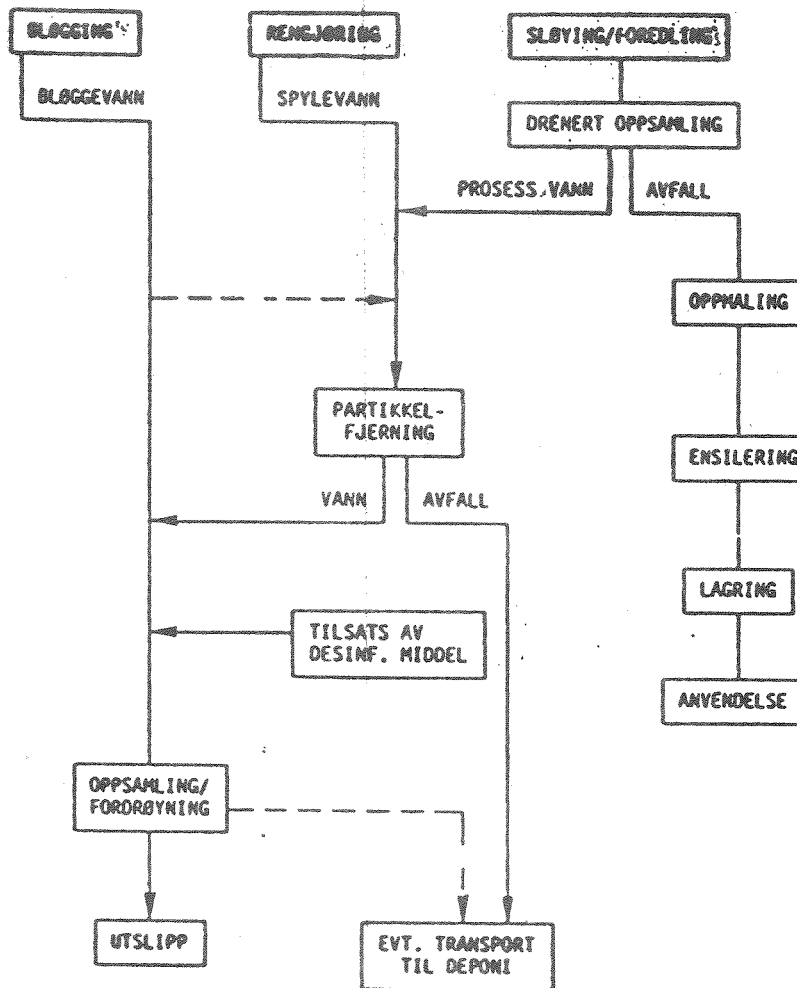 BLØGGING
RENGJØRING
SLØYING/FOREDLING
BLØGGEVANN
SPYLEVANN
DRENERT OPPSAMLING
PROSESS. VANN
AVFALL
OPPMALING
PARTIKKEL-
FJERNING
ENSILERING
VANN
AVFALL
LAGRING
TILSATS AV
DESINF. MIDDEL
ANVENDELSE
OPPSAMLING/
FORDRØYNING
UTSLIPP
EVT. TRANSPORT
TIL DEPONI